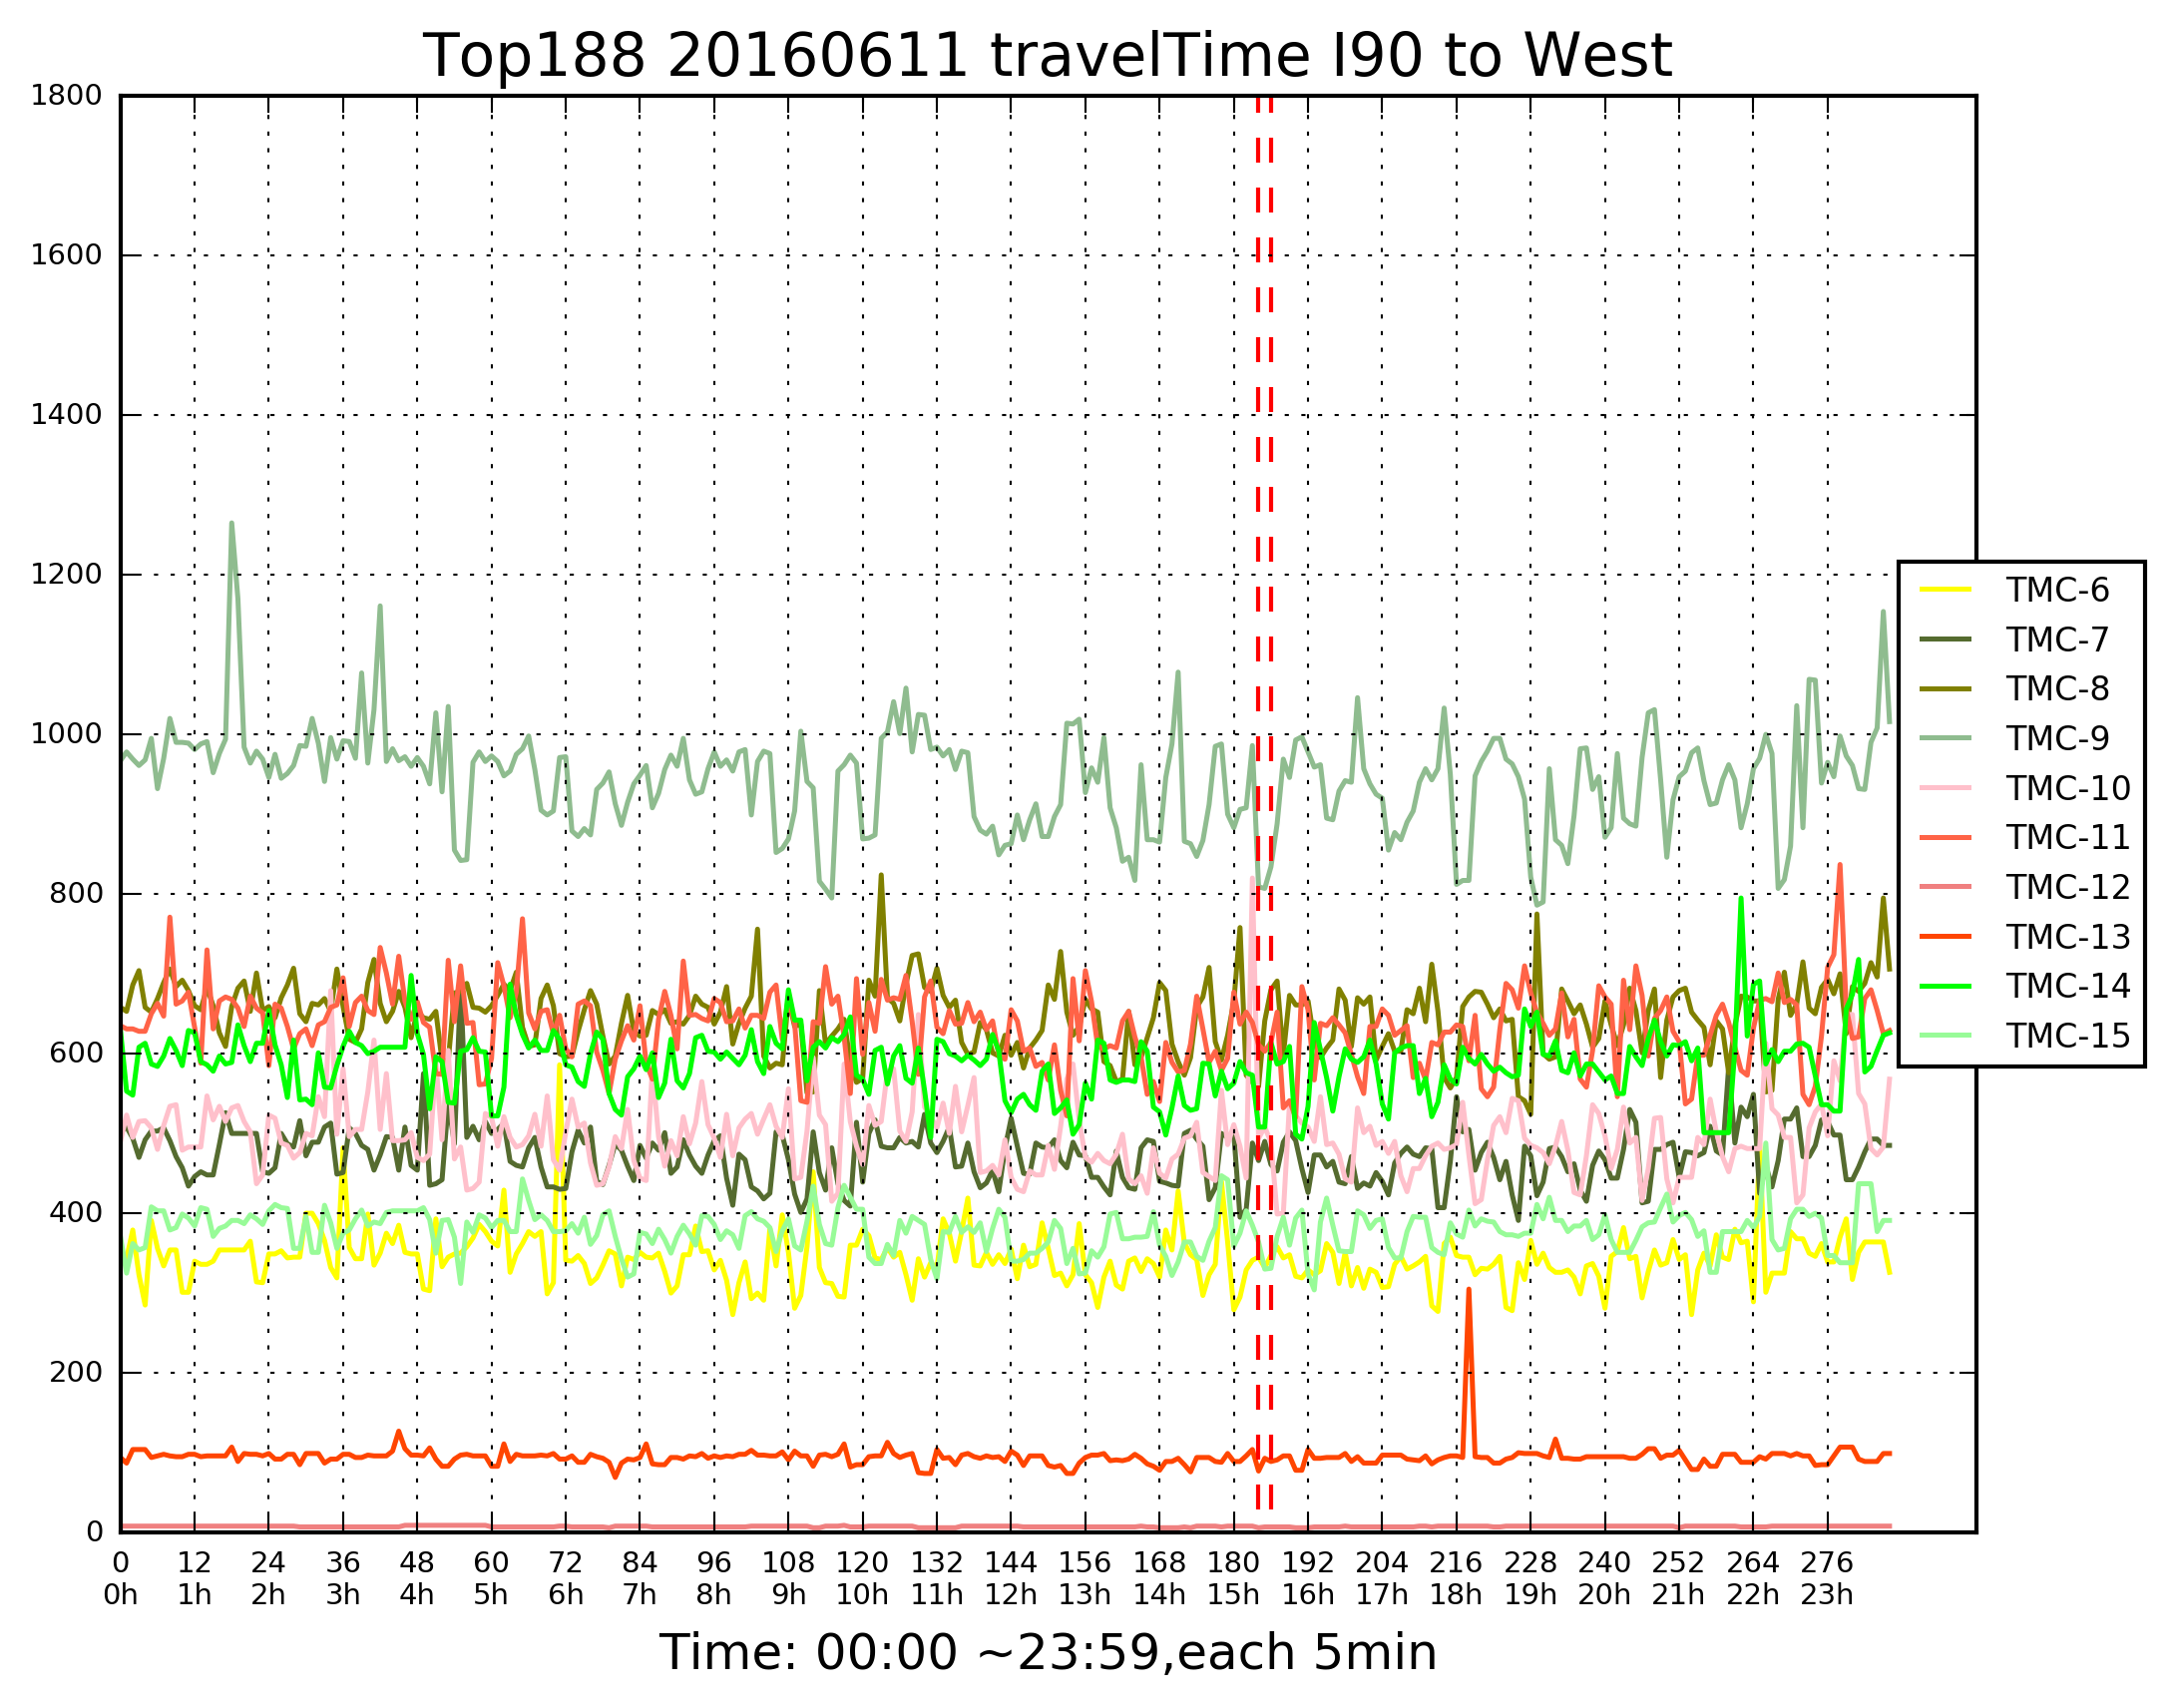 Top188 20160611 travelTime I90 to West
1800
1600
1400
1200
1000
800
600
400
200
0
TMC-6
TMC-7
TMC-8
TMC-9
TMC-10
TMC-11
TMC-12
TMC-13
TMC-14
TMC-15
0 12 24 36 48 60 72 84 96 108 120 132 144 156 168 180 192 204 216 228 240 252 264 276
0h 1h 2h 3h 4h 5h 6h 7h 8h 9h 10h 11h 12h 13h 14h 15h 16h 17h 18h 19h 20h 21h 22h 23h
Time: 00:00 ~23:59,each 5min